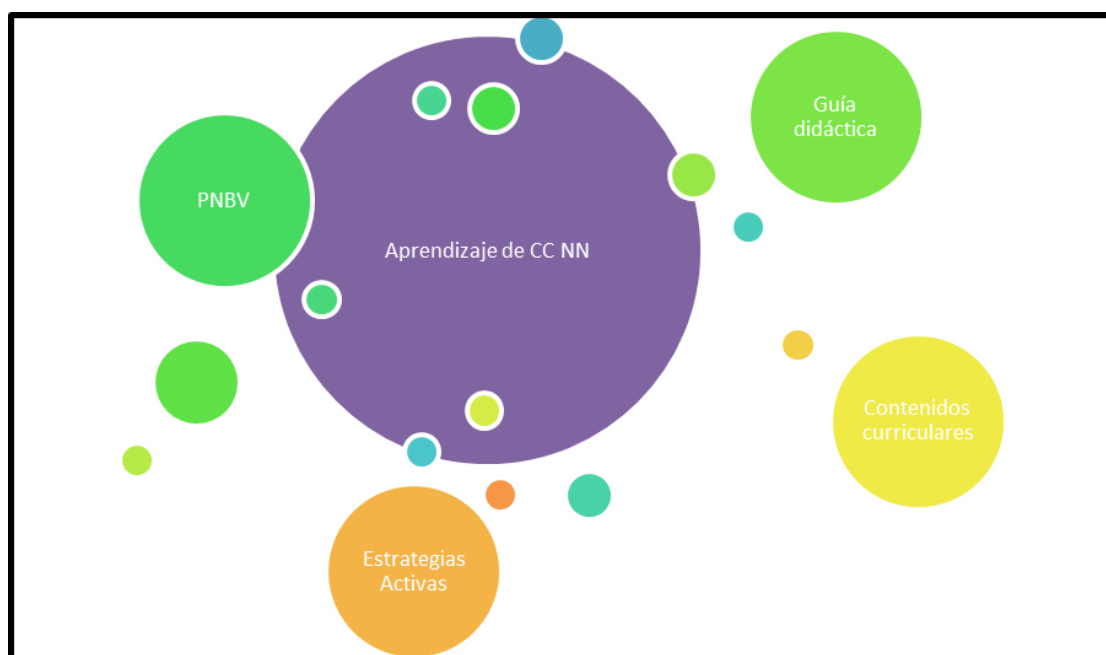 Guía
didáctica
PNBV
Aprendizaje de CC NN
Contenidos
curriculares
Estrategias
Activas